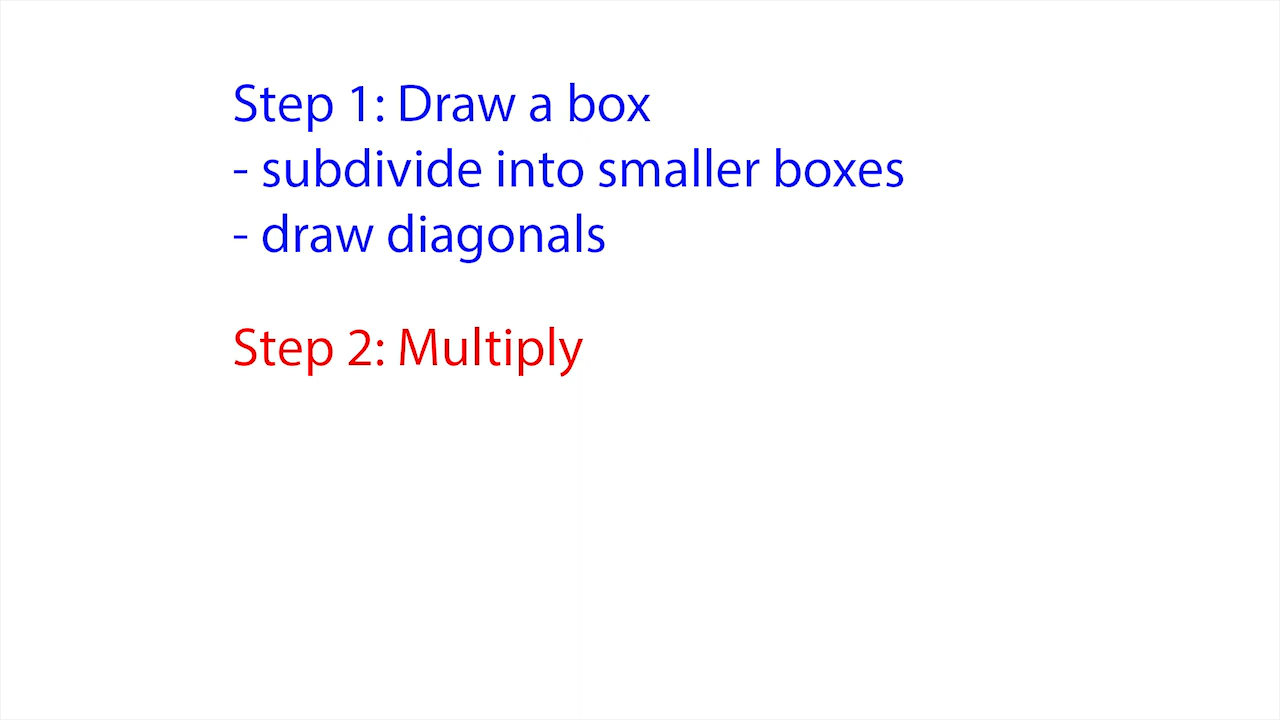 Step 1: Draw a box
- subdivide into smaller boxes
- draw diagonals
Step 2: Multiply